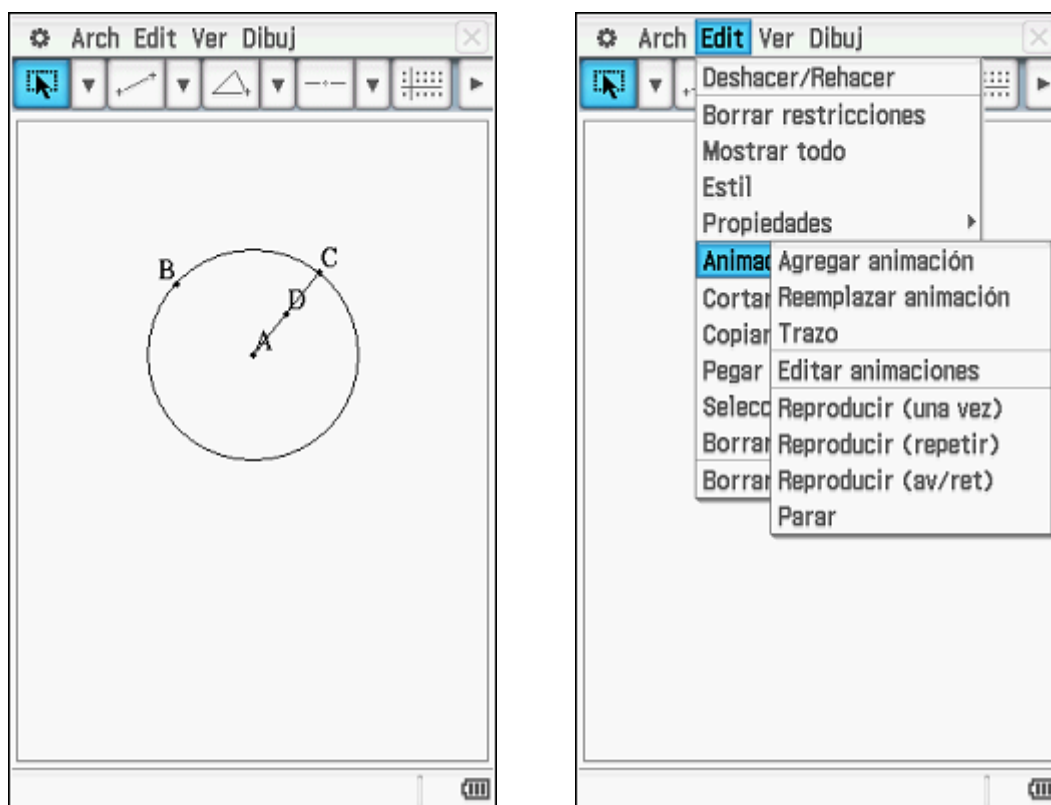 Arch Edit Ver Dibuj
B
C
D
A
Arch Edit Ver Dibuj
Deshacer/Rehacer
Borrar restricciones
Mostrar todo
Estil
Propiedades
Animac
Cortar
Copiar
Pegar
Selecc
Borrar
Borrar
Agregar animación
Reemplazar animación
Trazo
Editar animaciones
Reproducir (una vez)
Reproducir (repetir)
Reproducir (av/ret)
Parar